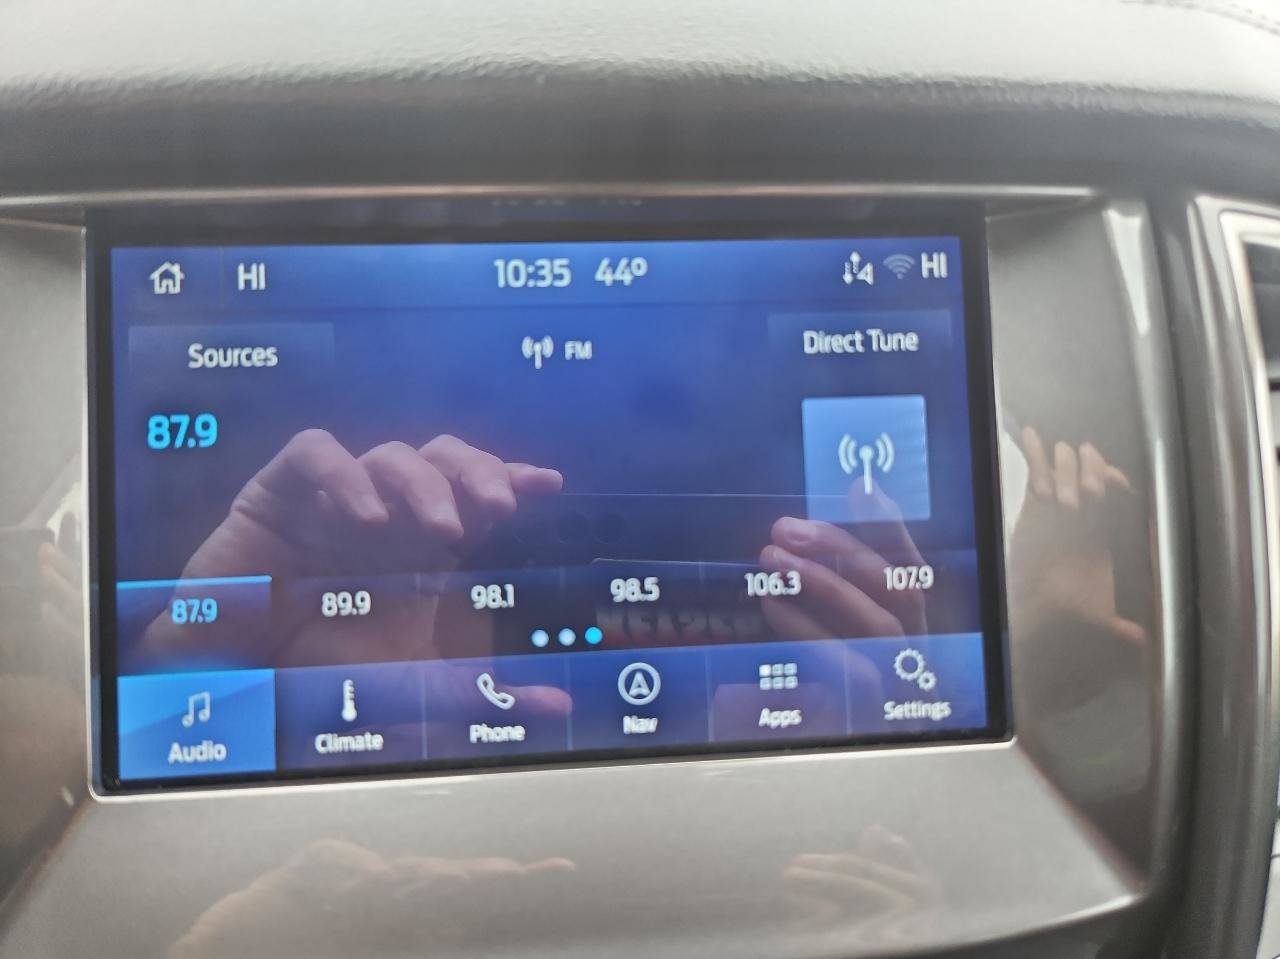 HI 10:35 44° HI
Sources FM Direct Tune
87.9
87.9 89.9 98.1 98.5 106.3 107.9
Audio Climate Phone Nav Apps Settings